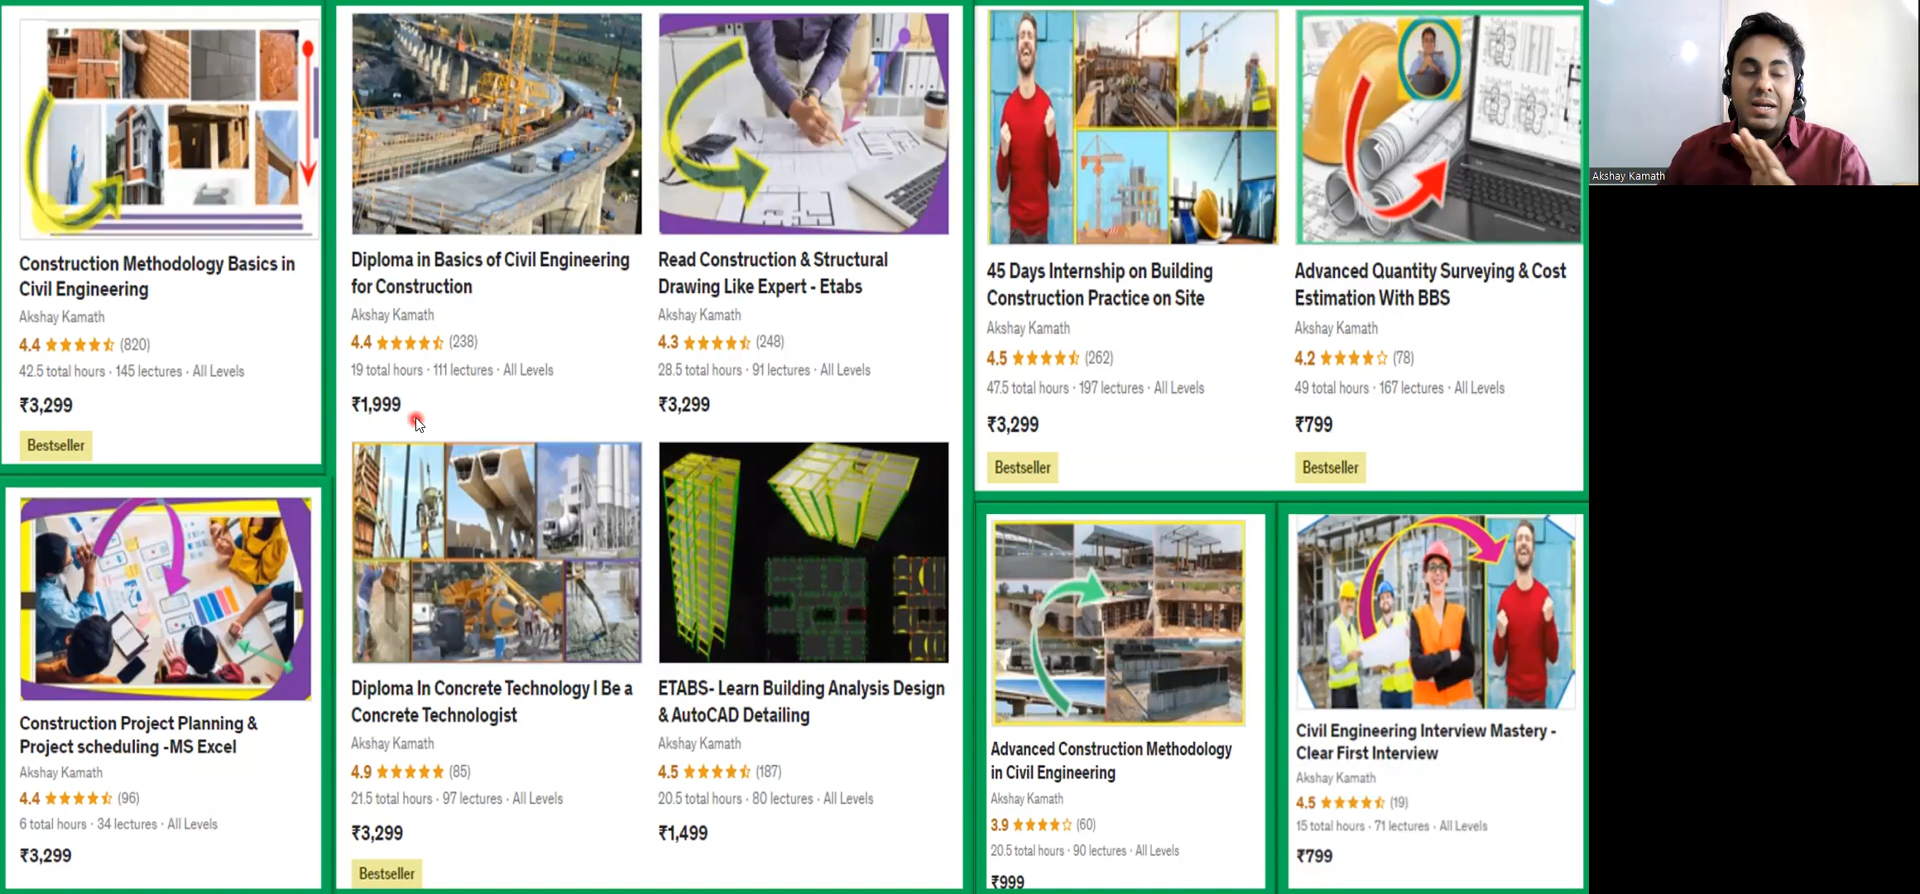 Construction Methodology Basics in
Civil Engineering
Akshay Kamath
4.4 (820)
42.5 total hours · 145 lectures · All Levels
₹3,299
Bestseller
Construction Project Planning &
Project scheduling -MS Excel
Akshay Kamath
4.4 (96)
6 total hours · 34 lectures · All Levels
₹3,299
Diploma in Basics of Civil Engineering
for Construction
Akshay Kamath
4.4 (238)
19 total hours · 111 lectures · All Levels
₹1,999
Read Construction & Structural
Drawing Like Expert - Etabs
Akshay Kamath
4.3 (248)
28.5 total hours · 91 lectures · All Levels
₹3,299
Diploma In Concrete Technology I Be a
Concrete Technologist
Akshay Kamath
4.9 (85)
21.5 total hours · 97 lectures · All Levels
₹3,299
Bestseller
ETABS- Learn Building Analysis Design
& AutoCAD Detailing
Akshay Kamath
4.5 (187)
20.5 total hours · 80 lectures · All Levels
₹1,499
45 Days Internship on Building
Construction Practice on Site
Akshay Kamath
4.5 (262)
47.5 total hours · 197 lectures · All Levels
₹3,299
Bestseller
Advanced Quantity Surveying & Cost
Estimation With BBS
Akshay Kamath
4.2 (78)
49 total hours · 167 lectures · All Levels
₹799
Bestseller
Advanced Construction Methodology
in Civil Engineering
Akshay Kamath
3.9 (60)
20.5 total hours · 90 lectures · All Levels
₹999
Civil Engineering Interview Mastery -
Clear First Interview
Akshay Kamath
4.5 (19)
15 total hours · 71 lectures · All Levels
₹799
Akshay Kamath